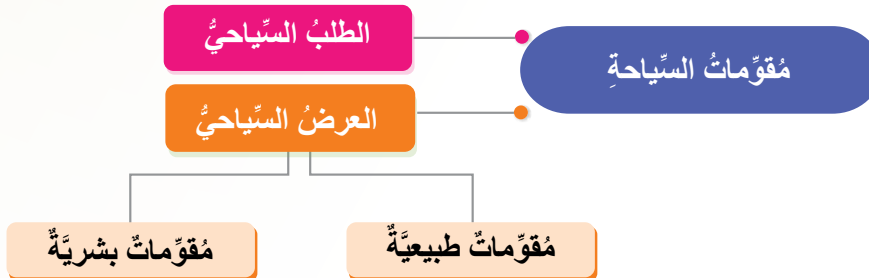 مُقوِّماتُ السِّياحةِ
الطلبُ السِّياحيُّ
العرضُ السِّياحيُّ
مُقوِّماتٌ طبيعيَّةٌ
مُقوِّماتٌ بشريَّةٌ